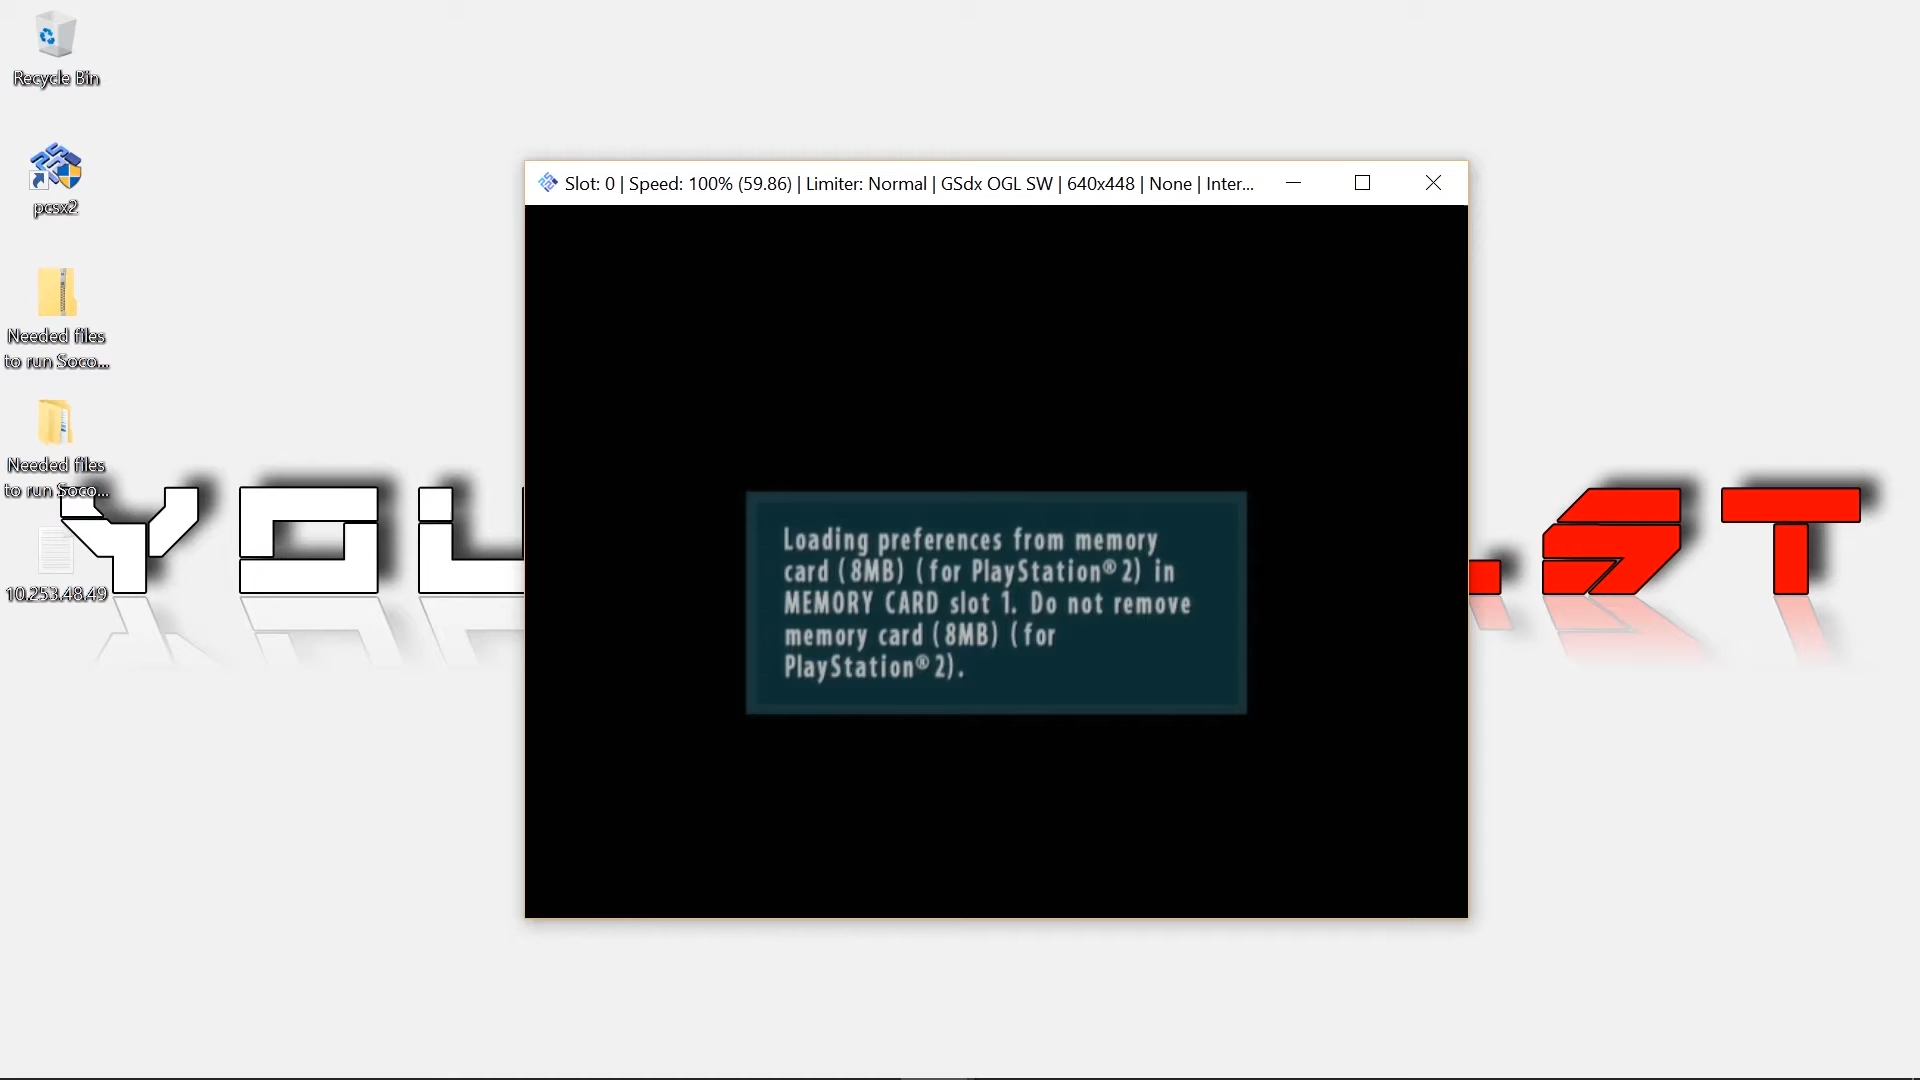 Recycle Bin
pcsx2
Needed files
to run Soco...
Needed files
to run Soco...
10.253.48.49
Slot: 0 | Speed: 100% (59.86) | Limiter: Normal | GSdx OGL SW | 640x448 | None | Inter...
Loading preferences from memory
card (8MB) (for PlayStation®2) in
MEMORY CARD slot 1. Do not remove
memory card (8MB) (for
PlayStation®2).